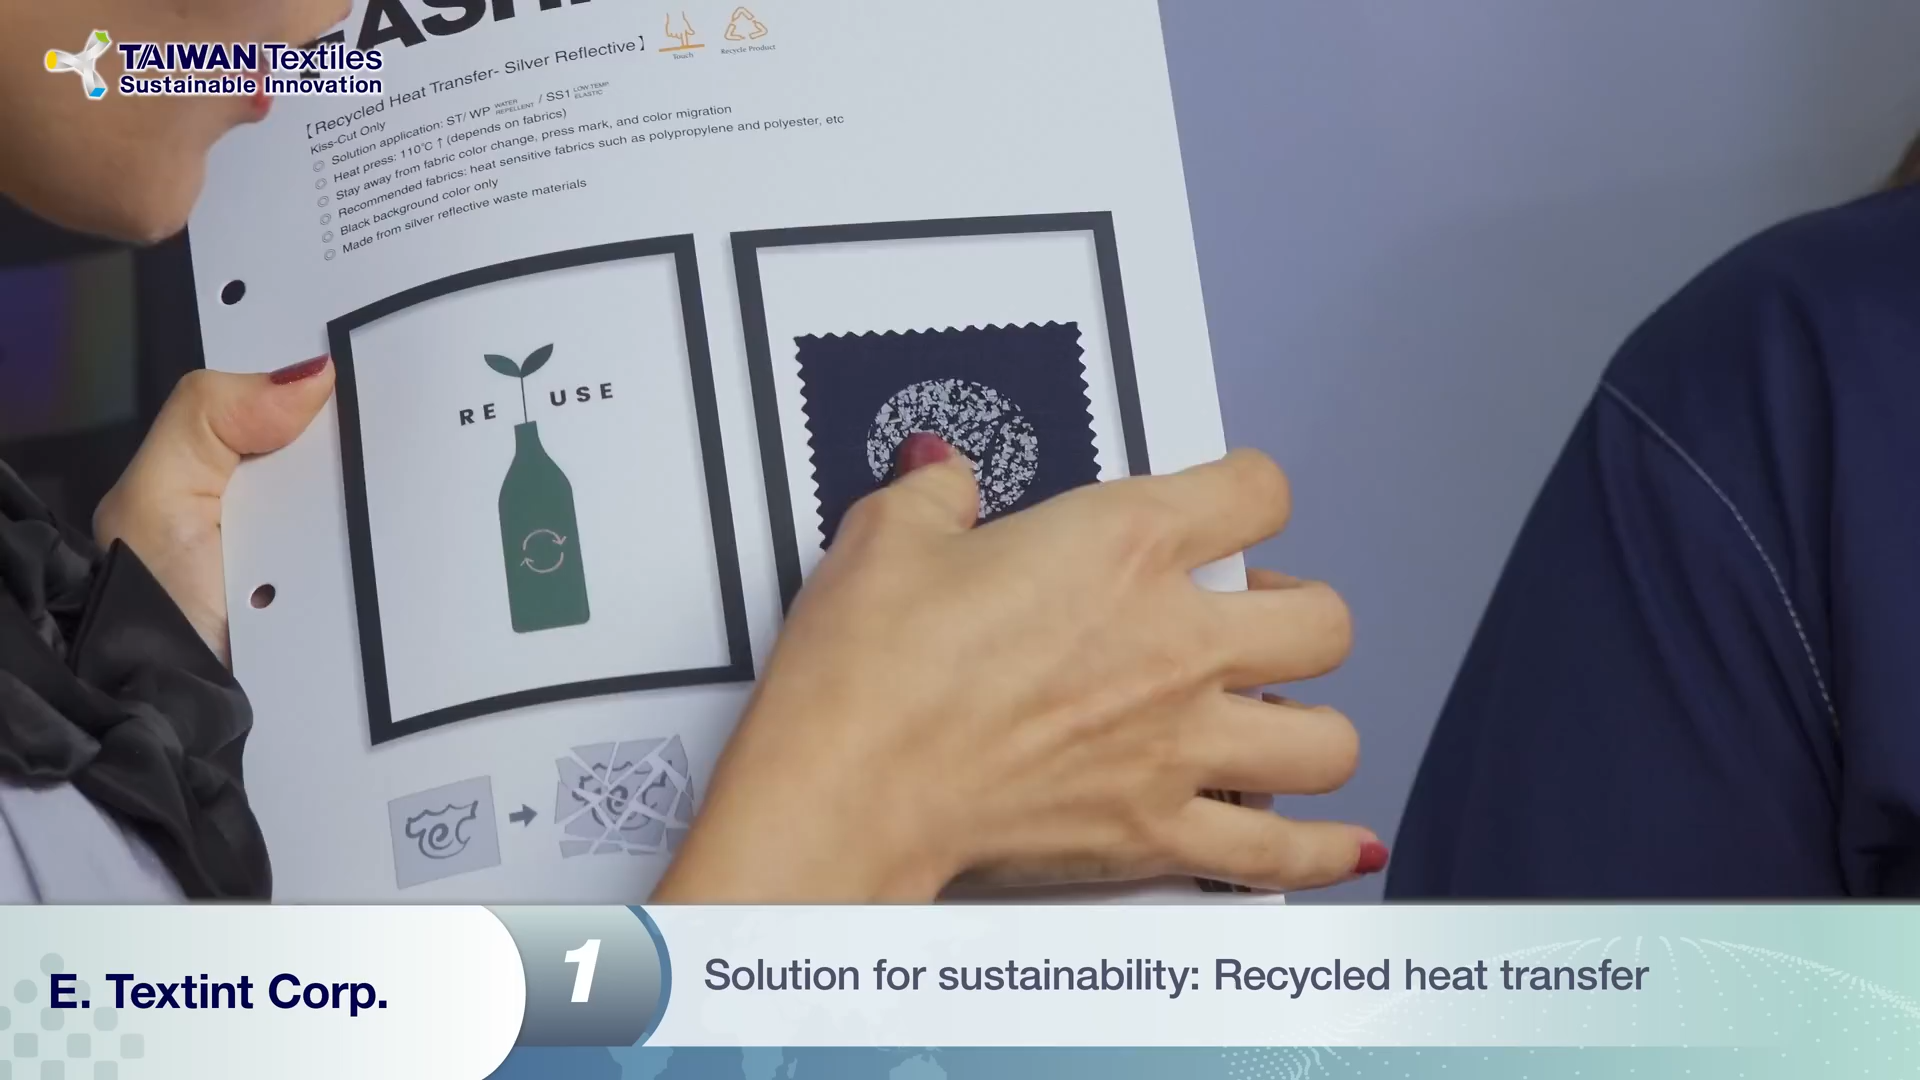 TAIWAN Textiles
Sustainable Innovation
【Recycled Heat Transfer- Silver Reflective】
Touch
Recycle Product
Kiss-Cut Only
◎ Solution application: ST/ WP WATER REPELLENT / SS1 LOW TEMP. ELASTIC
◎ Heat press: 110°C ↑ (depends on fabrics)
◎ Stay away from fabric color change, press mark, and color migration
◎ Recommended fabrics: heat sensitive fabrics such as polypropylene and polyester, etc
◎ Black background color only
◎ Made from silver reflective waste materials
RE USE
E. Textint Corp.
1
Solution for sustainability: Recycled heat transfer